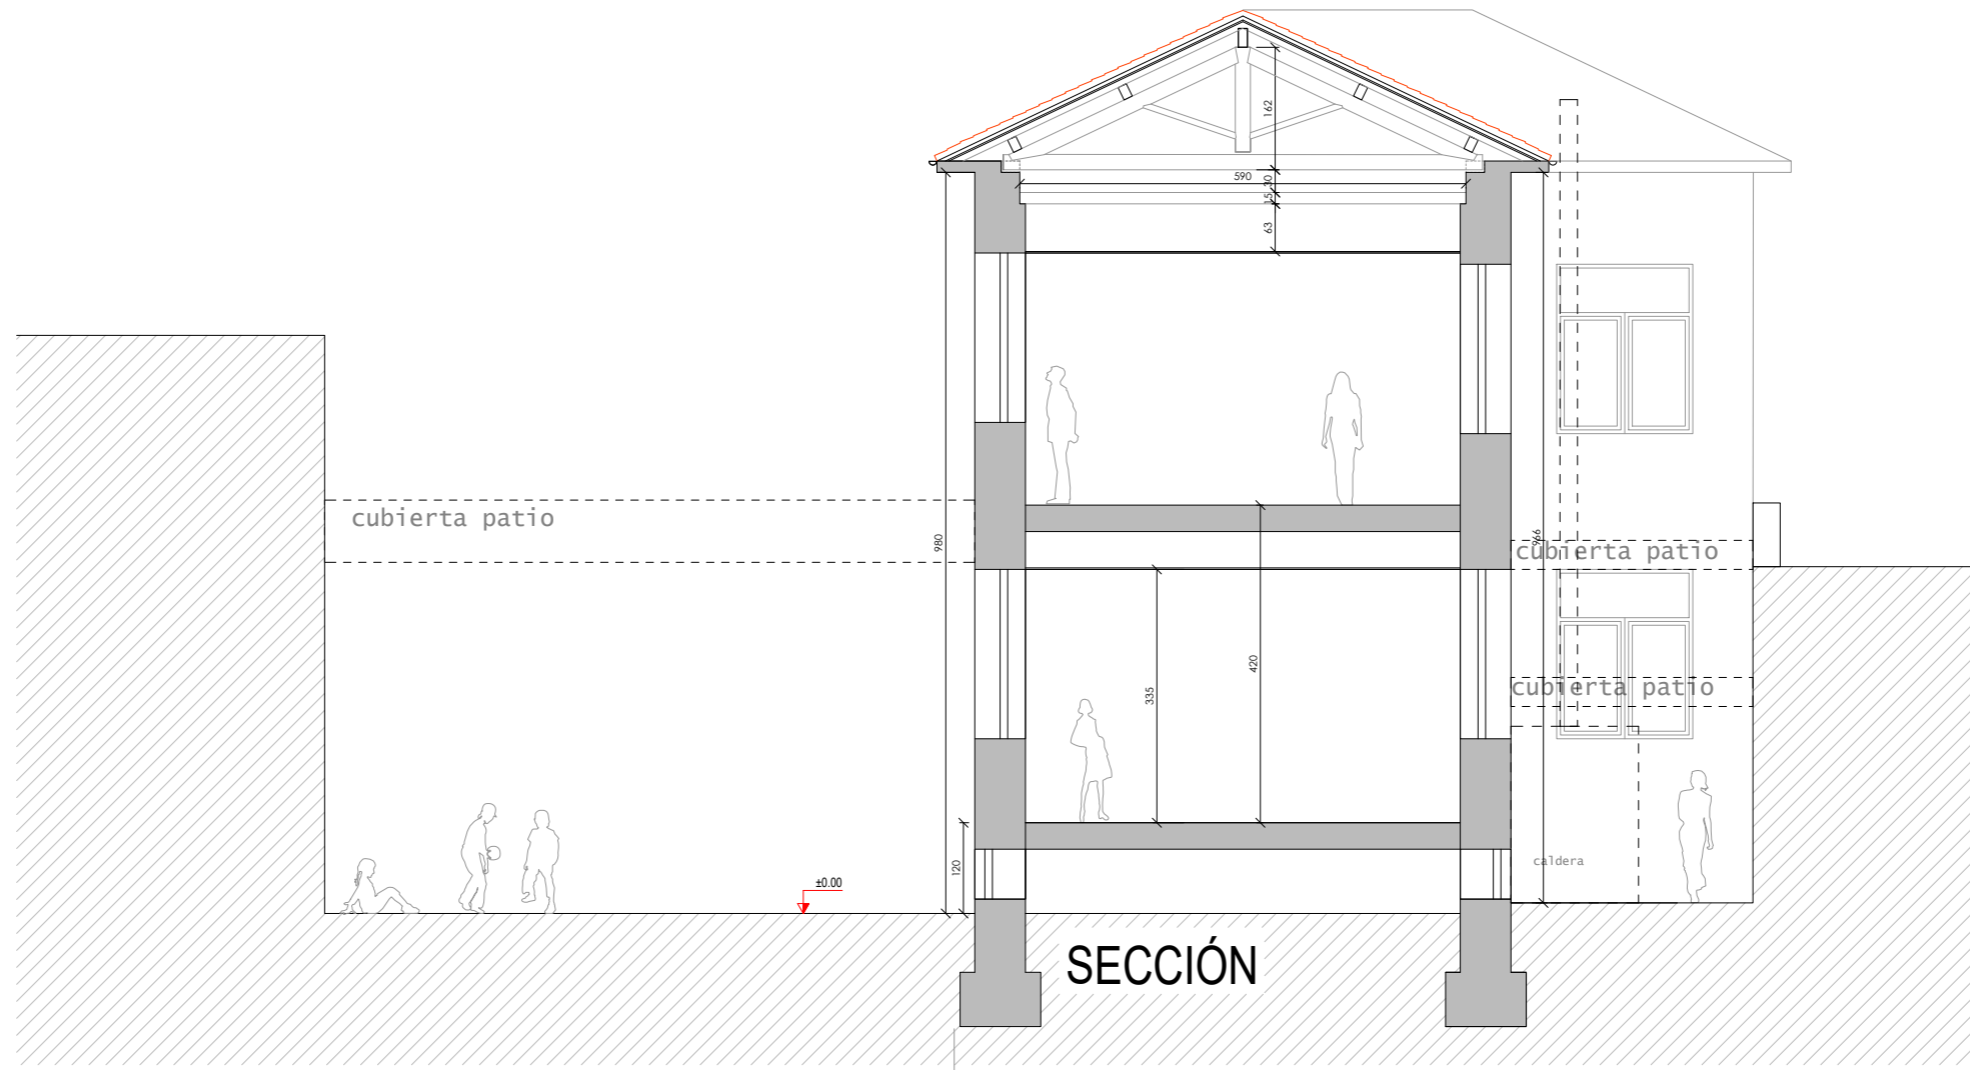 162
590
30
15
63
cubierta patio
980
966
cubierta patio
420
335
cubierta patio
120
caldera
±0.00
SECCIÓN